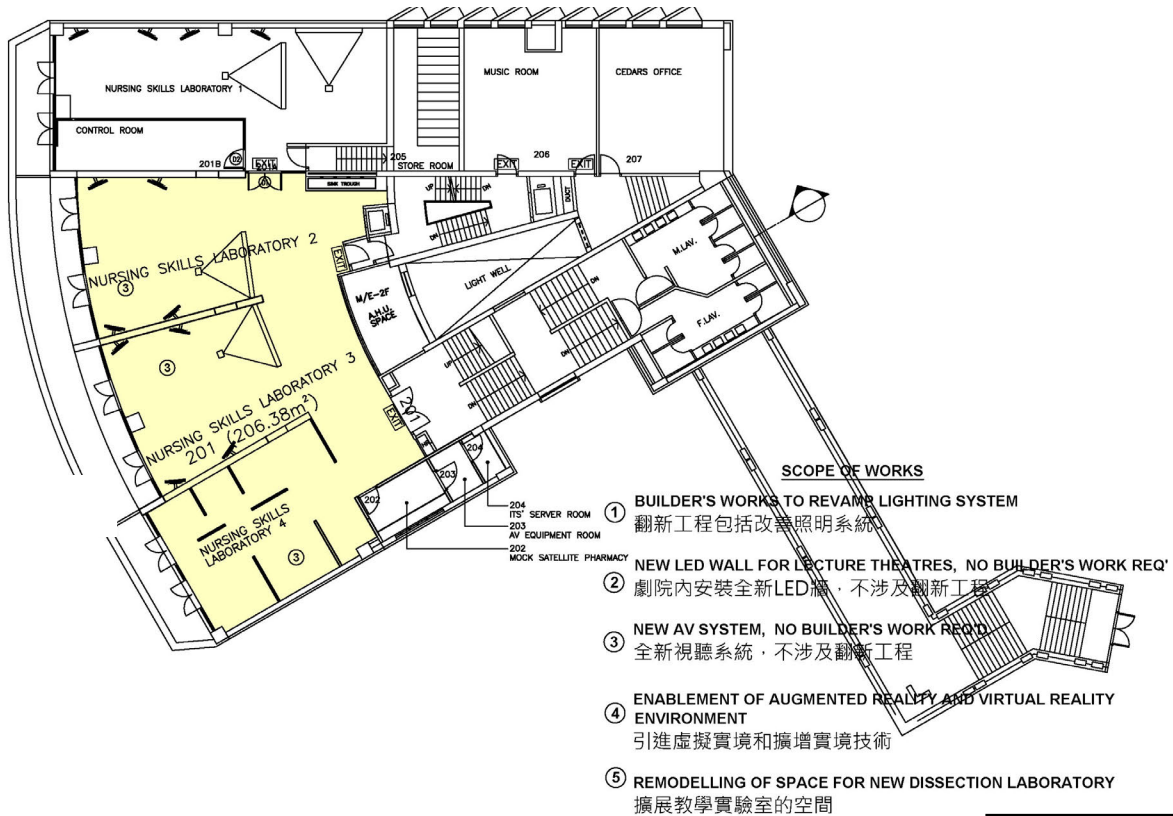 MUSIC ROOM
CEDARS OFFICE
NURSING SKILLS LABORATORY 1
CONTROL ROOM
201B
D2
EXIT
201A
D1
205
STORE ROOM
EXIT
206
EXIT
207
SINK TROUGH
UP
DN
DN
DUCT
NURSING SKILLS LABORATORY 2
3
EXIT
M/E-2F
A.H.U.
SPACE
LIGHT WELL
DN
DN
UP
DN
M.LAV.
F.LAV.
3
NURSING SKILLS LABORATORY 3
201 (206.38m²)
EXIT
201
NURSING SKILLS
LABORATORY 4
3
202
203
204
204
ITS' SERVER ROOM
203
AV EQUIPMENT ROOM
202
MOCK SATELLITE PHARMACY
SCOPE OF WORKS
1 BUILDER'S WORKS TO REVAMP LIGHTING SYSTEM
翻新工程包括改善照明系統
2 NEW LED WALL FOR LECTURE THEATRES, NO BUILDER'S WORK REQ'
劇院內安裝全新LED牆，不涉及翻新工程
3 NEW AV SYSTEM, NO BUILDER'S WORK REQ'D
全新視聽系統，不涉及翻新工程
4 ENABLEMENT OF AUGMENTED REALITY AND VIRTUAL REALITY
ENVIRONMENT
引進虛擬實境和擴增實境技術
5 REMODELLING OF SPACE FOR NEW DISSECTION LABORATORY
擴展教學實驗室的空間